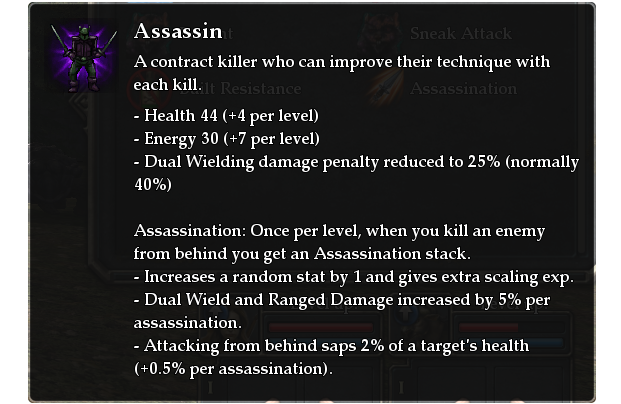 Assassin
A contract killer who can improve their technique with
each kill.
- Health 44 (+4 per level)
- Energy 30 (+7 per level)
- Dual Wielding damage penalty reduced to 25% (normally
40%)
Assassination: Once per level, when you kill an enemy
from behind you get an Assassination stack.
- Increases a random stat by 1 and gives extra scaling exp.
- Dual Wield and Ranged Damage increased by 5% per
assassination.
- Attacking from behind saps 2% of a target's health
(+0.5% per assassination).
Sneak Attack
Resistance
Assassination